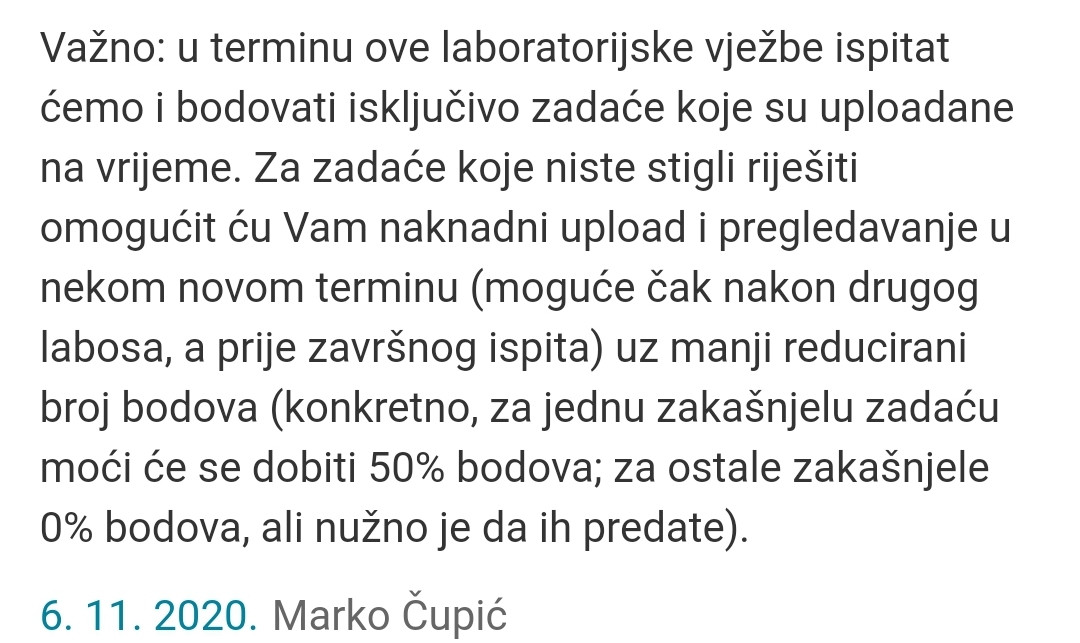 Važno: u terminu ove laboratorijske vježbe ispitat
ćemo i bodovati isključivo zadaće koje su uploadane
na vrijeme. Za zadaće koje niste stigli riješiti
omogućit ću Vam naknadni upload i pregledavanje u
nekom novom terminu (moguće čak nakon drugog
labosa, a prije završnog ispita) uz manji reducirani
broj bodova (konkretno, za jednu zakašnjelu zadaću
moći će se dobiti 50% bodova; za ostale zakašnjele
0% bodova, ali nužno je da ih predate).
6. 11. 2020. Marko Čupić